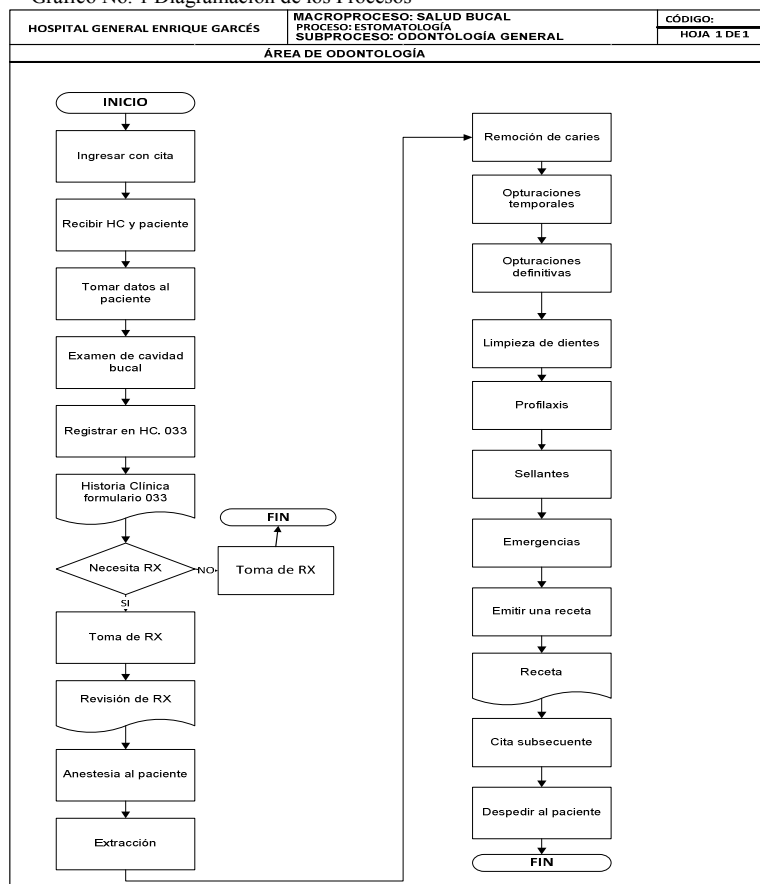 Gráfico No. 1 Diagramación de los Procesos
HOSPITAL GENERAL ENRIQUE GARCÉS
MACROPROCESO: SALUD BUCAL
PROCESO: ESTOMATOLOGÍA
SUBPROCESO: ODONTOLOGÍA GENERAL
CÓDIGO:
HOJA 1 DE 1
ÁREA DE ODONTOLOGÍA
INICIO
Ingresar con cita
Recibir HC y paciente
Tomar datos al
paciente
Examen de cavidad
bucal
Registrar en HC. 033
Historia Clínica
formulario 033
Necesita RX
NO
Toma de RX
FIN
SI
Toma de RX
Revisión de RX
Anestesia al paciente
Extracción
Remoción de caries
Opturaciones
temporales
Opturaciones
definitivas
Limpieza de dientes
Profilaxis
Sellantes
Emergencias
Emitir una receta
Receta
Cita subsecuente
Despedir al paciente
FIN